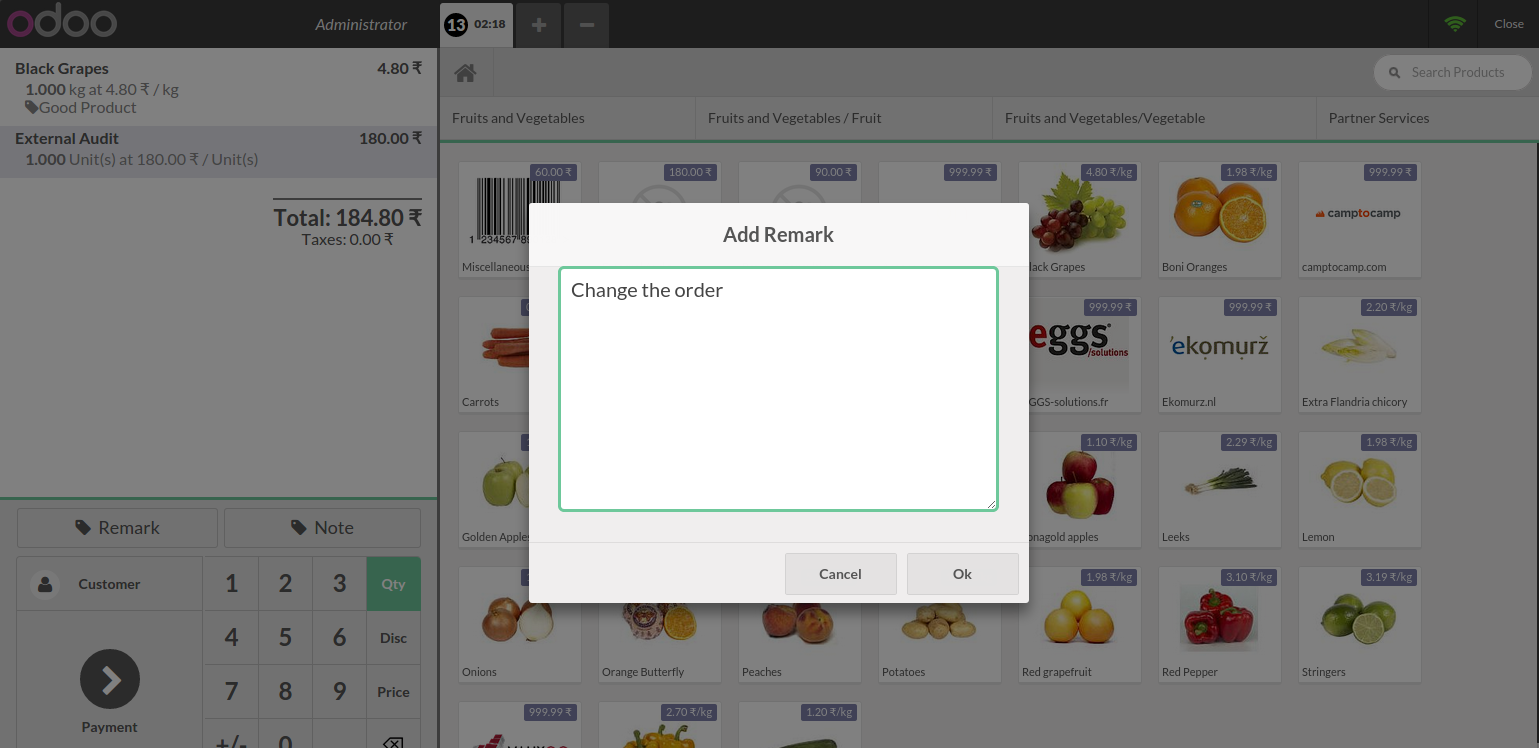 odoo
Administrator
13 02:18
Close
Black Grapes 4.80 ₹
1.000 kg at 4.80 ₹ / kg
Good Product
External Audit 180.00 ₹
1.000 Unit(s) at 180.00 ₹ / Unit(s)
Total: 184.80 ₹
Taxes: 0.00 ₹
Remark
Note
Customer
Payment
1 2 3 Qty
4 5 6 Disc
7 8 9 Price
+/- 0
Search Products
Fruits and Vegetables
Fruits and Vegetables / Fruit
Fruits and Vegetables/Vegetable
Partner Services
60.00 ₹
180.00 ₹
90.00 ₹
999.99 ₹
4.80 ₹/kg
1.98 ₹/kg
999.99 ₹
1 234567 89
camptocamp
Miscellaneous
lack Grapes
Boni Oranges
camptocamp.com
999.99 ₹
999.99 ₹
2.20 ₹/kg
eggs
/solutions
'ekomurž
Carrots
GGS-solutions.fr
Ekomurz.nl
Extra Flandria chicory
1.10 ₹/kg
2.29 ₹/kg
1.98 ₹/kg
Golden Apples
onagold apples
Leeks
Lemon
1.98 ₹/kg
3.10 ₹/kg
3.19 ₹/kg
Onions
Orange Butterfly
Peaches
Potatoes
Red grapefruit
Red Pepper
Stringers
999.99 ₹
2.70 ₹/kg
1.20 ₹/kg
Add Remark
Change the order
Cancel
Ok